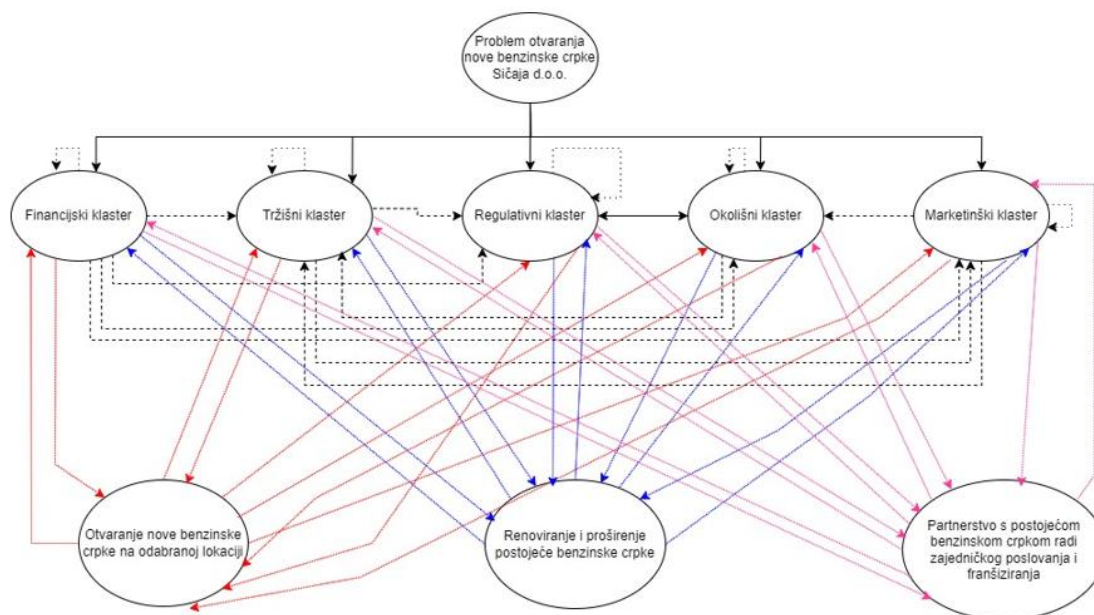 Problem otvaranja
nove benzinske crpke
Sičaja d.o.o.
Financijski klaster
Tržišni klaster
Regulativni klaster
Okolišni klaster
Marketinški klaster
Otvaranje nove benzinske
crpke na odabranoj lokaciji
Renoviranje i proširenje
postojeće benzinske crpke
Partnerstvo s postojećom
benzinskom crpkom radi
zajedničkog poslovanja i
franšiziranja